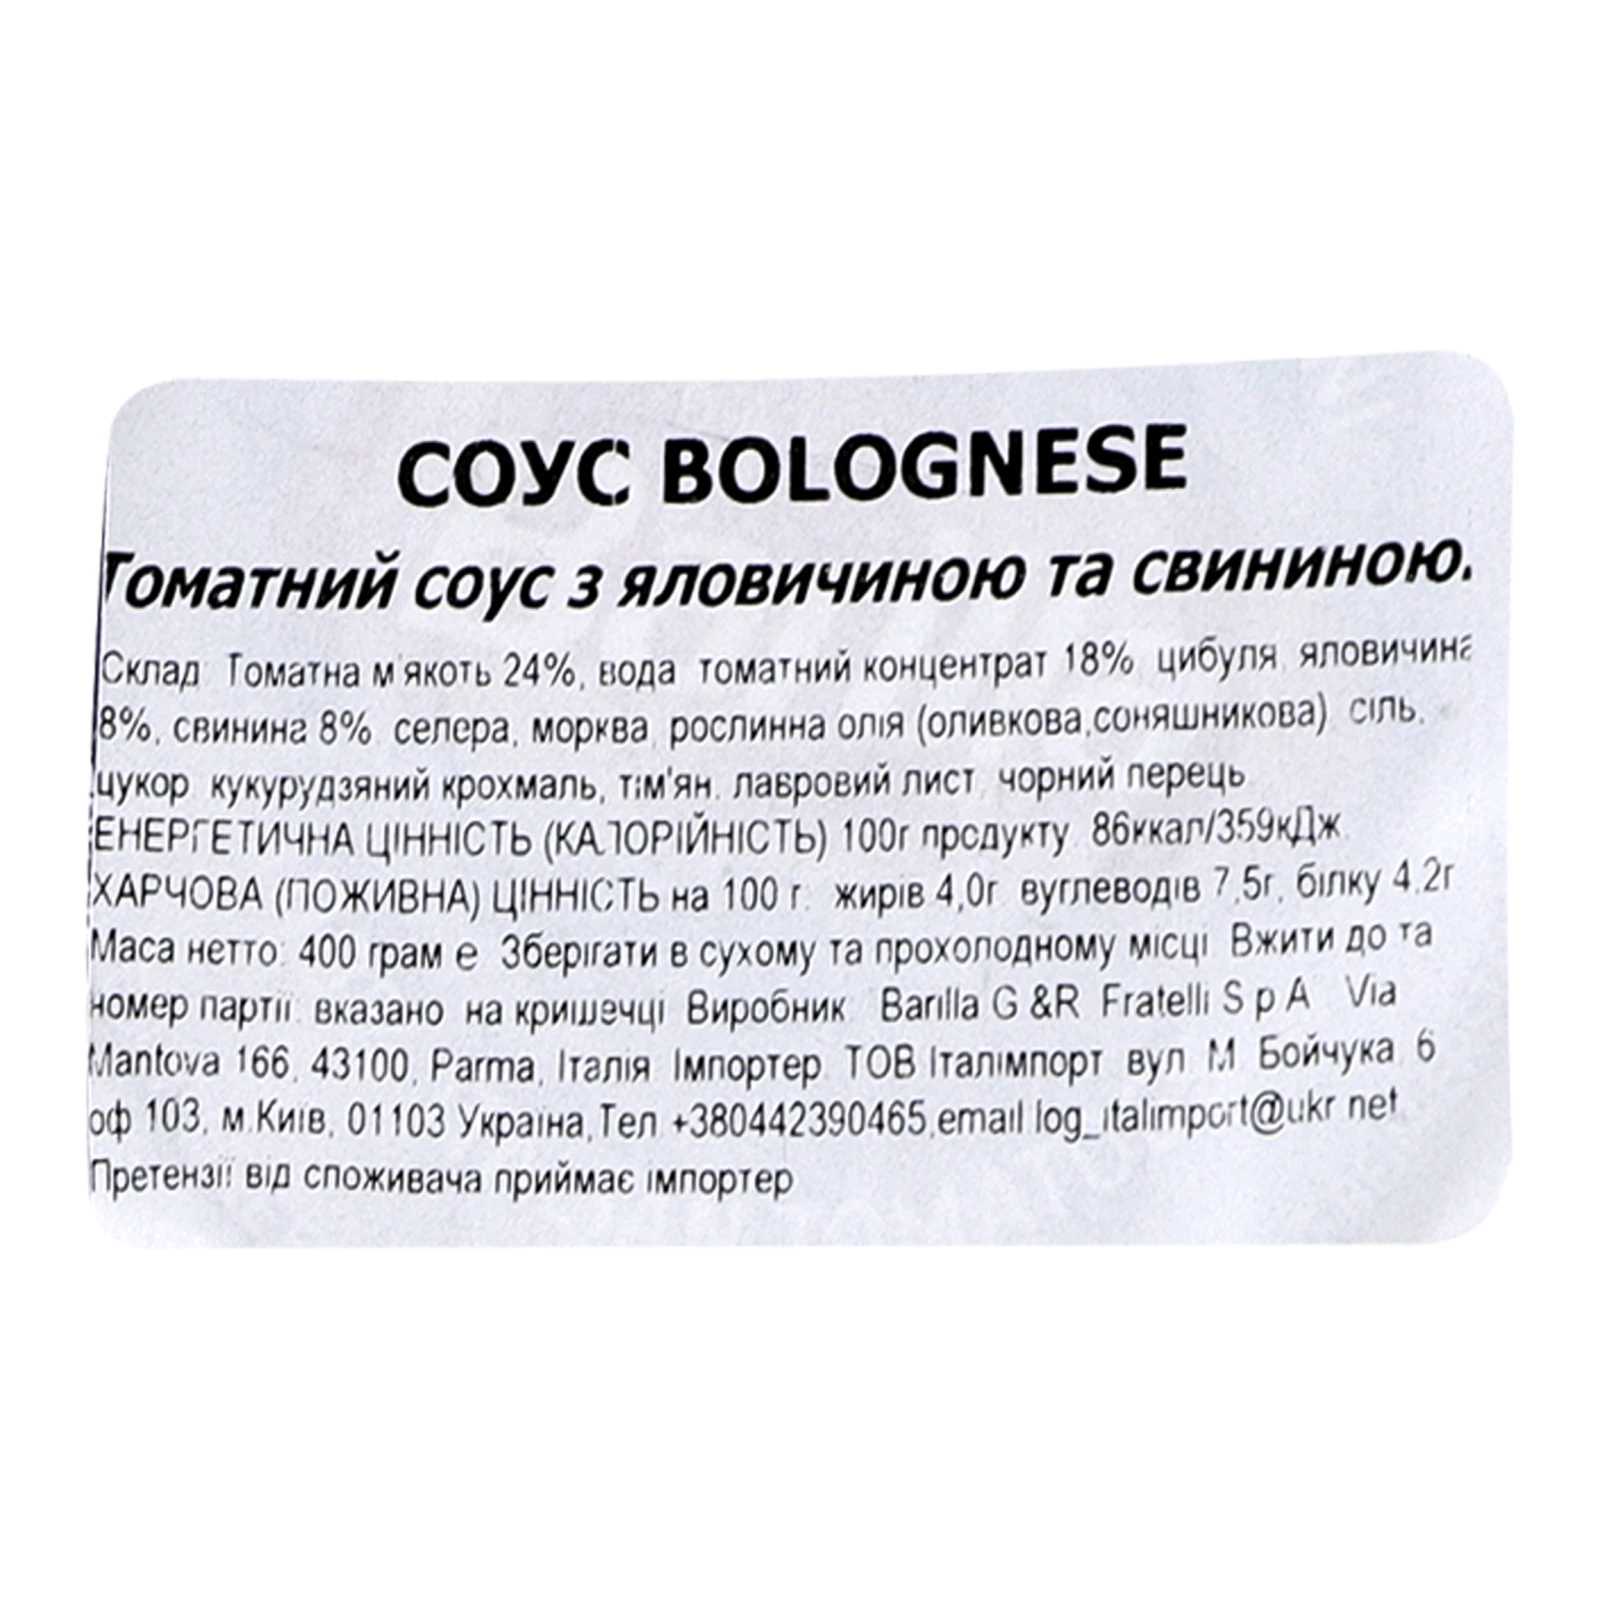 СОУС BOLOGNESE
Томатний соус з яловичиною та свининою.
Склад: Томатна м'якоть 24%, вода, томатний концентрат 18%, цибуля, яловичина
8%, свинина 8%, селера, морква, рослинна олія (оливкова,соняшникова), сіль,
цукор, кукурудзяний крохмаль, тім'ян, лавровий лист, чорний перець.
ЕНЕРГЕТИЧНА ЦІННІСТЬ (КАЛОРІЙНІСТЬ) 100г продукту: 86ккал/359кДж.
ХАРЧОВА (ПОЖИВНА) ЦІННІСТЬ на 100 г: жирів 4,0г, вуглеводів 7,5г, білку 4,2г
Маса нетто: 400 грам е. Зберігати в сухому та прохолодному місці. Вжити до та
номер партії: вказано на кришечці. Виробник: Barilla G &R Fratelli S.p.A. Via
Mantova 166, 43100, Parma, Італія. Імпортер: ТОВ Італімпорт, вул. М. Бойчука, 6
оф 103, м.Київ, 01103 Україна,Тел.+380442390465,email:log_italimport@ukr.net.
Претензії від споживача приймає імпортер